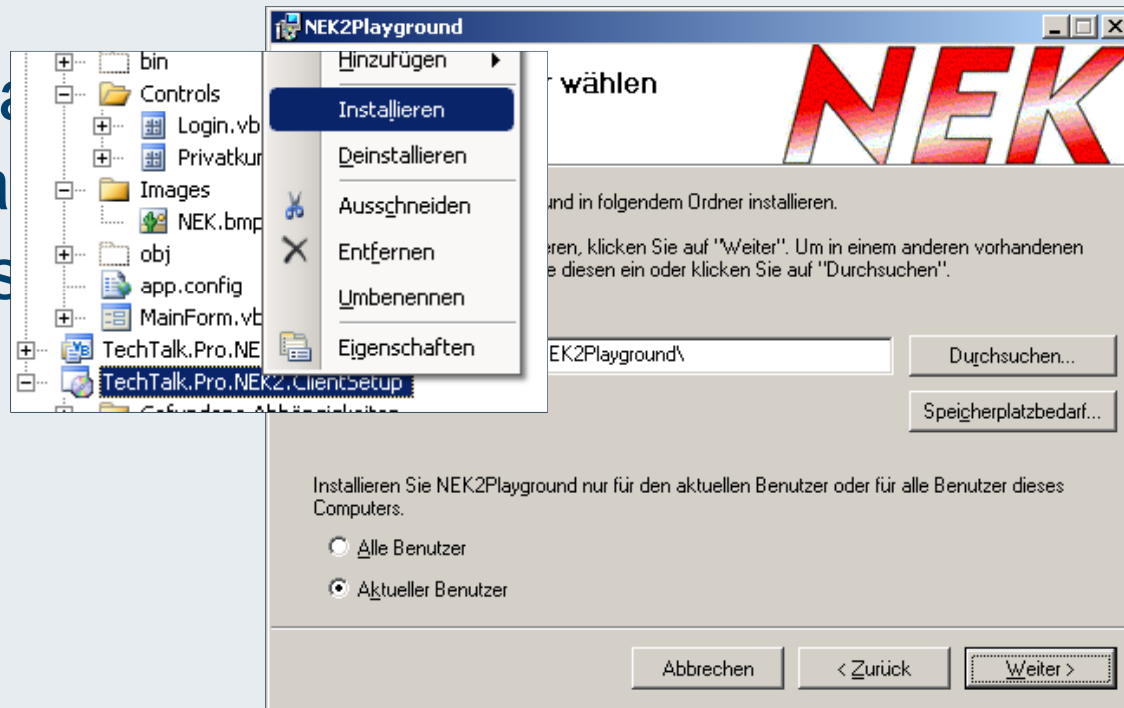 NEK2Playground
wählen
NEK
und in folgendem Ordner installieren.
klicken Sie auf "Weiter". Um in einem anderen vorhandenen
diesen ein oder klicken Sie auf "Durchsuchen".
EK2Playground\
Durchsuchen...
Speicherplatzbedarf...
Installieren Sie NEK2Playground nur für den aktuellen Benutzer oder für alle Benutzer dieses
Computers.
Alle Benutzer
Aktueller Benutzer
Abbrechen
< Zurück
Weiter >
bin
Controls
Login.vb
Privatkun
Images
NEK.bmp
obj
app.config
MainForm.vb
TechTalk.Pro.NE
TechTalk.Pro.NEK2.ClientSetup
Gefundene Abhängigkeiten
Hinzufügen
Installieren
Deinstallieren
Ausschneiden
Entfernen
Umbenennen
Eigenschaften